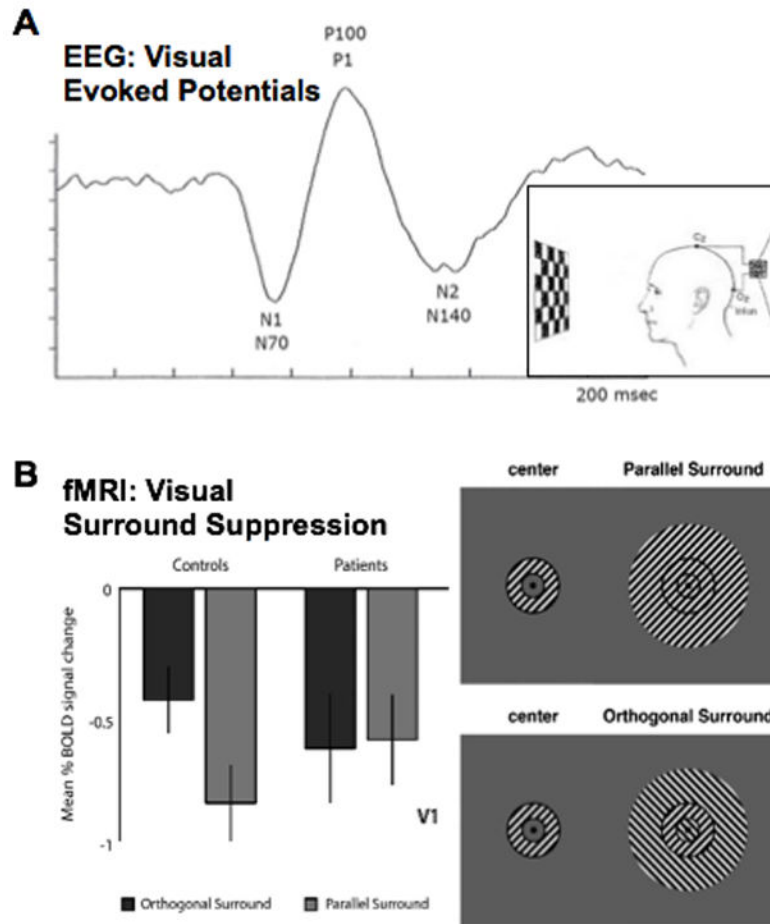 A
EEG: Visual
Evoked Potentials
P100
P1
N1
N70
N2
N140
Cz
Oz
Inion
200 msec
B
fMRI: Visual
Surround Suppression
Controls
Patients
0
-0.5
-1
Mean % BOLD signal change
V1
Orthogonal Surround
Parallel Surround
center
Parallel Surround
center
Orthogonal Surround